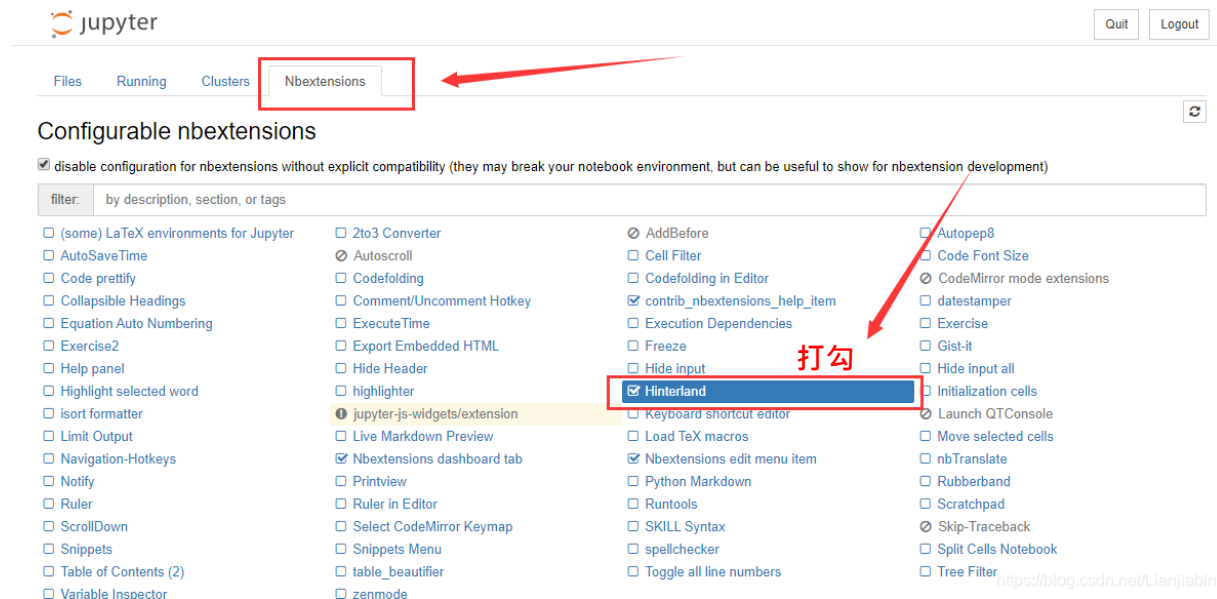 jupyter
Quit Logout
Files Running Clusters Nbextensions
Configurable nbextensions
disable configuration for nbextensions without explicit compatibility (they may break your notebook environment, but can be useful to show for nbextension development)
filter: by description, section, or tags
(some) LaTeX environments for Jupyter 2to3 Converter AddBefore Autopep8
AutoSaveTime Autoscroll Cell Filter Code Font Size
Code prettify Codefolding Codefolding in Editor CodeMirror mode extensions
Collapsible Headings Comment/Uncomment Hotkey contrib_nbextensions_help_item datestamper
Equation Auto Numbering ExecuteTime Execution Dependencies Exercise
Exercise2 Export Embedded HTML Freeze Gist-it
打勾
Help panel Hide Header Hide input Hide input all
Highlight selected word highlighter Hinterland Initialization cells
isort formatter jupyter-js-widgets/extension Keyboard shortcut editor Launch QTConsole
Limit Output Live Markdown Preview Load TeX macros Move selected cells
Navigation-Hotkeys Nbextensions dashboard tab Nbextensions edit menu item nbTranslate
Notify Printview Python Markdown Rubberband
Ruler Ruler in Editor Runtools Scratchpad
ScrollDown Select CodeMirror Keymap SKILL Syntax Skip-Traceback
Snippets Snippets Menu spellchecker Split Cells Notebook
Table of Contents (2) table_beautifier Toggle all line numbers Tree Filter
https://blog.csdn.net/Lianjiabin
Variable Inspector zenmode